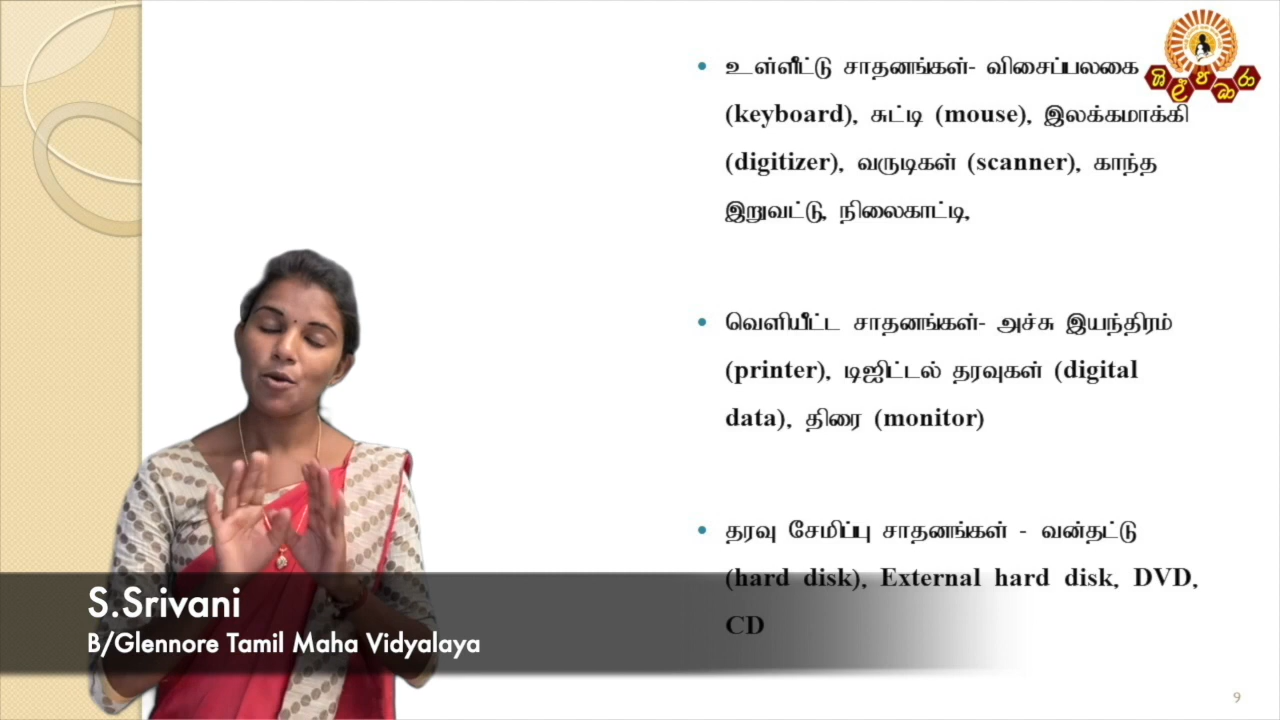 உள்ளீட்டு சாதனங்கள்- விசைப்பலகை
(keyboard), சுட்டி (mouse), இலக்கமாக்கி
(digitizer), வருடிகள் (scanner), காந்த
இறுவட்டு, நிலைகாட்டி,
வெளியீட்ட சாதனங்கள்- அச்சு இயந்திரம்
(printer), டிஜிட்டல் தரவுகள் (digital
data), திரை (monitor)
தரவு சேமிப்பு சாதனங்கள் - வன்தட்டு
(hard disk), External hard disk, DVD,
CD
S.Srivani
B/Glennore Tamil Maha Vidyalaya
9